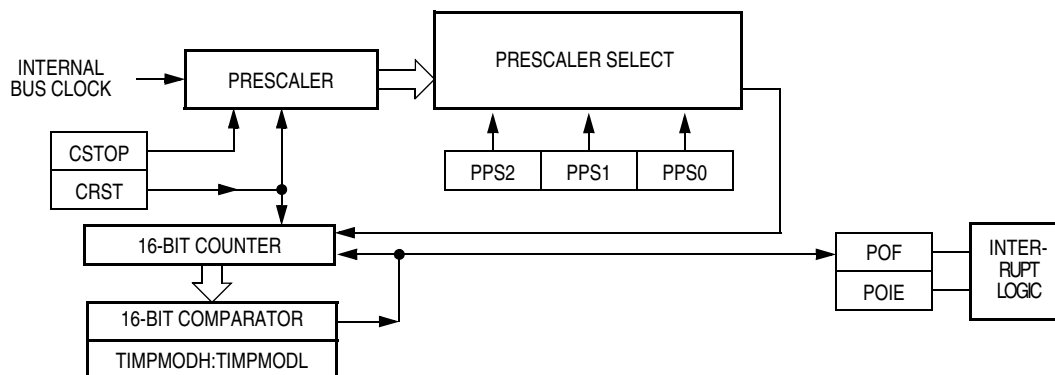 PRESCALER SELECT
INTERNAL
BUS CLOCK
PRESCALER
CSTOP
CRST
PPS2
PPS1
PPS0
16-BIT COUNTER
POF
POIE
INTER-
RUPT
LOGIC
16-BIT COMPARATOR
TIMPMODH:TIMPMODL